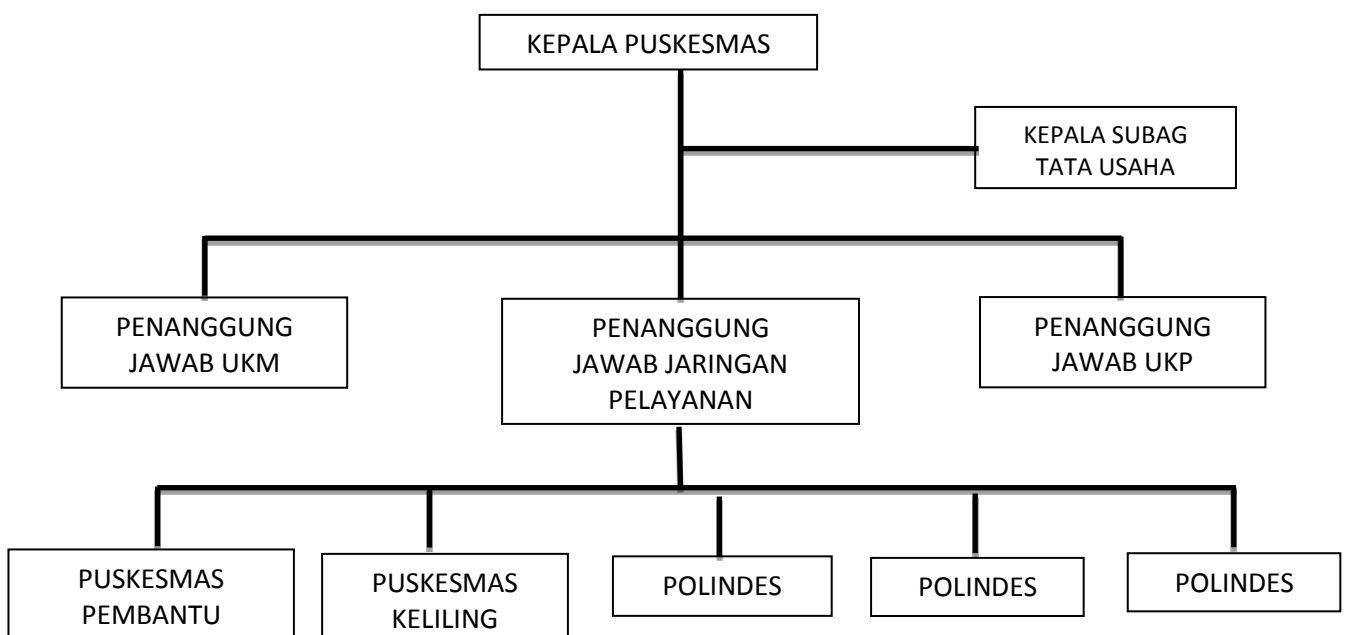 KEPALA PUSKESMAS
KEPALA SUBAG
TATA USAHA
PENANGGUNG
JAWAB UKM
PENANGGUNG
JAWAB JARINGAN
PELAYANAN
PENANGGUNG
JAWAB UKP
PUSKESMAS
PEMBANTU
PUSKESMAS
KELILING
POLINDES
POLINDES
POLINDES